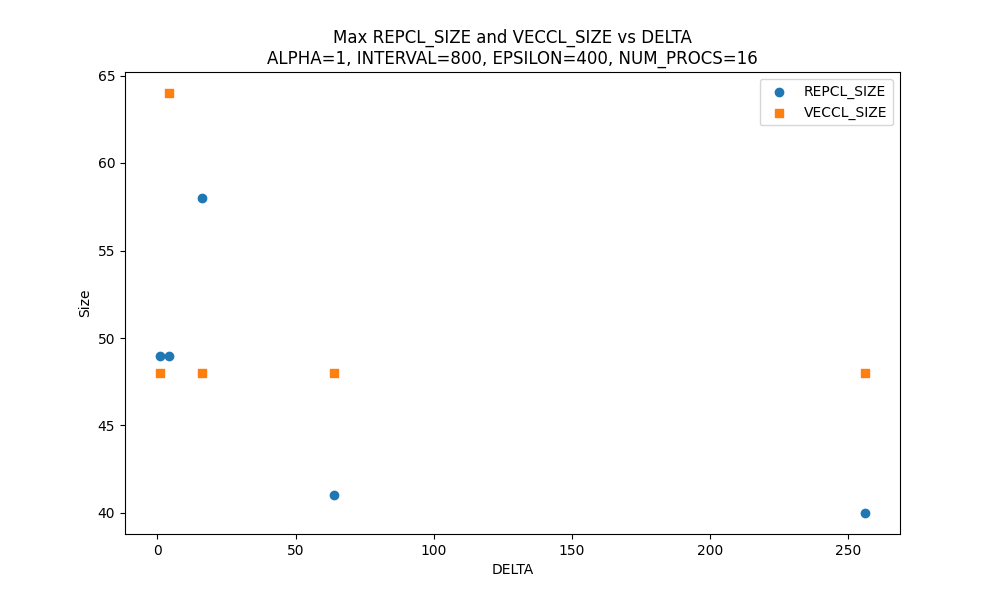 Max REPCL_SIZE and VECCL_SIZE vs DELTA
ALPHA=1, INTERVAL=800, EPSILON=400, NUM_PROCS=16
REPCL_SIZE
VECCL_SIZE
65
60
55
50
45
40
Size
0
50
100
150
200
250
DELTA